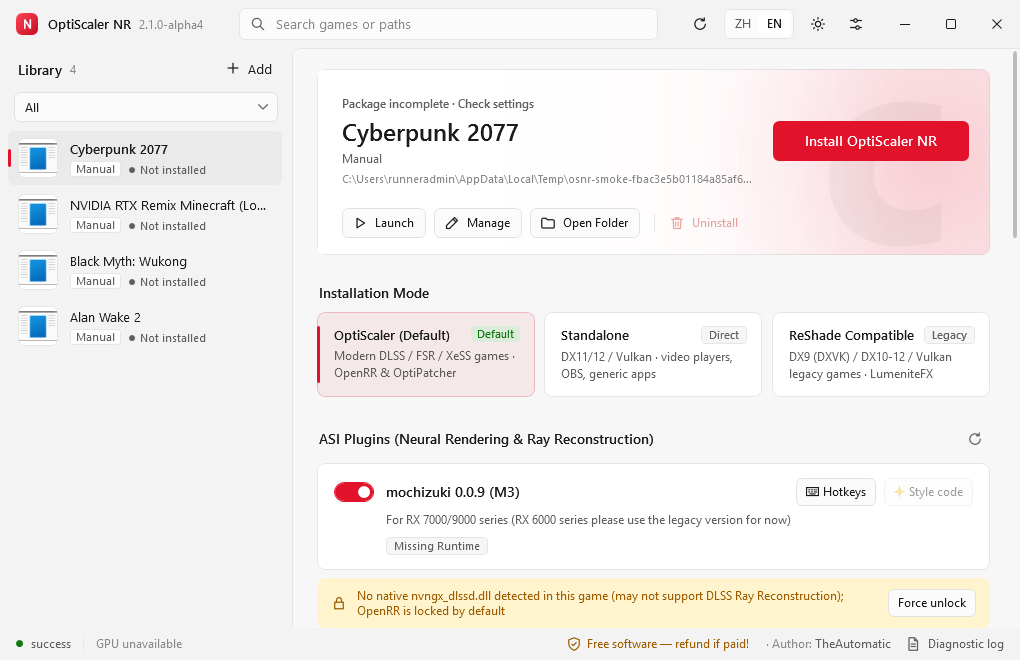 N OptiScaler NR 2.1.0-alpha4
Search games or paths
ZH EN
Library 4
Add
All
Cyberpunk 2077
Manual Not installed
NVIDIA RTX Remix Minecraft (Lo...
Manual Not installed
Black Myth: Wukong
Manual Not installed
Alan Wake 2
Manual Not installed
Package incomplete · Check settings
Cyberpunk 2077
Manual
C:\Users\runneradmin\AppData\Local\Temp\osnr-smoke-fbac3e5b01184a85af6...
C
Install OptiScaler NR
Launch Manage Open Folder Uninstall
Installation Mode
OptiScaler (Default) Default
Modern DLSS / FSR / XeSS games ·
OpenRR & OptiPatcher
Standalone Direct
DX11/12 / Vulkan · video players,
OBS, generic apps
ReShade Compatible Legacy
DX9 (DXVK) / DX10-12 / Vulkan
legacy games · LumeniteFX
ASI Plugins (Neural Rendering & Ray Reconstruction)
mochizuki 0.0.9 (M3)
Hotkeys Style code
For RX 7000/9000 series (RX 6000 series please use the legacy version for now)
Missing Runtime
No native nvngx_dlssd.dll detected in this game (may not support DLSS Ray Reconstruction);
OpenRR is locked by default
Force unlock
success GPU unavailable
Free software — refund if paid! · Author: TheAutomatic Diagnostic log